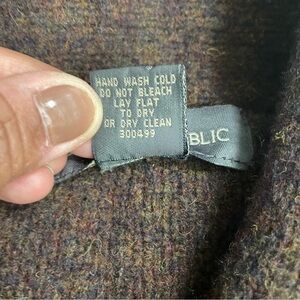 HAND WASH COLD
DO NOT BLEACH
LAY FLAT
TO DRY
OR DRY CLEAN
300499
BLIC